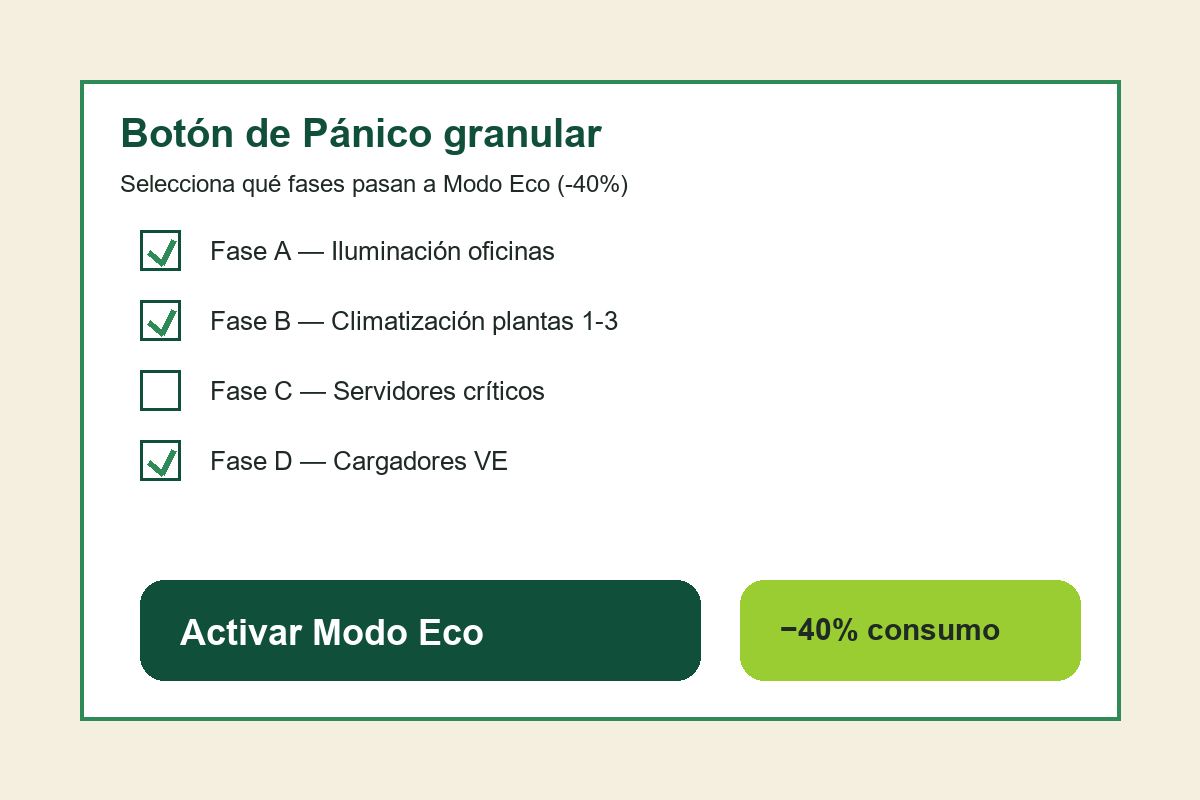 Botón de Pánico granular
Selecciona qué fases pasan a Modo Eco (-40%)
Fase A — Iluminación oficinas
Fase B — Climatización plantas 1-3
Fase C — Servidores críticos
Fase D — Cargadores VE
Activar Modo Eco
−40% consumo